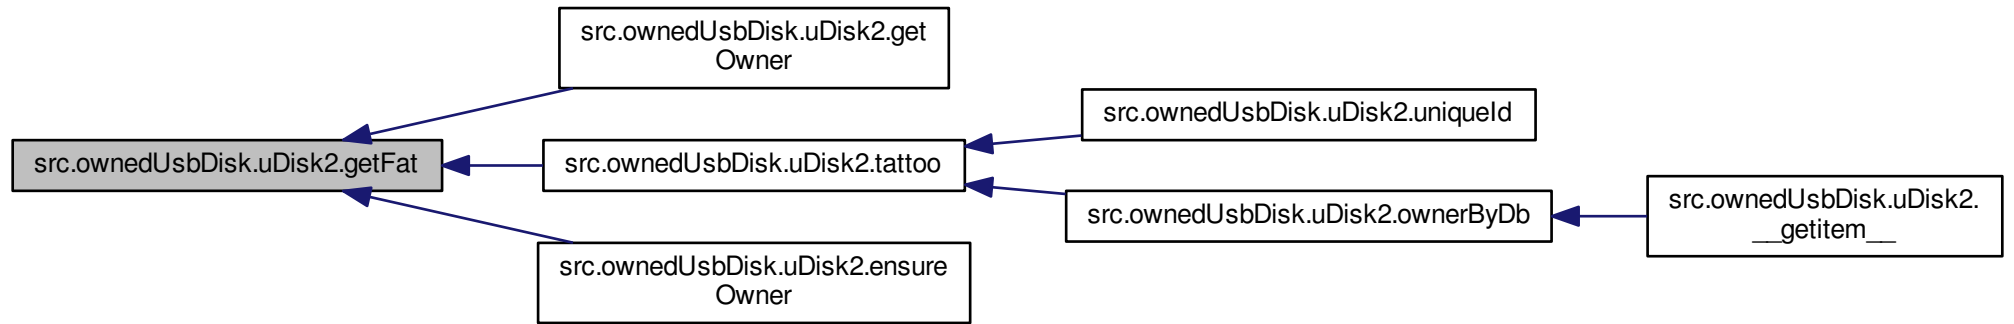 src.ownedUsbDisk.uDisk2.get
Owner
src.ownedUsbDisk.uDisk2.uniqueId
src.ownedUsbDisk.uDisk2.getFat
src.ownedUsbDisk.uDisk2.tattoo
src.ownedUsbDisk.uDisk2.ownerByDb
src.ownedUsbDisk.uDisk2.
__getitem__
src.ownedUsbDisk.uDisk2.ensure
Owner